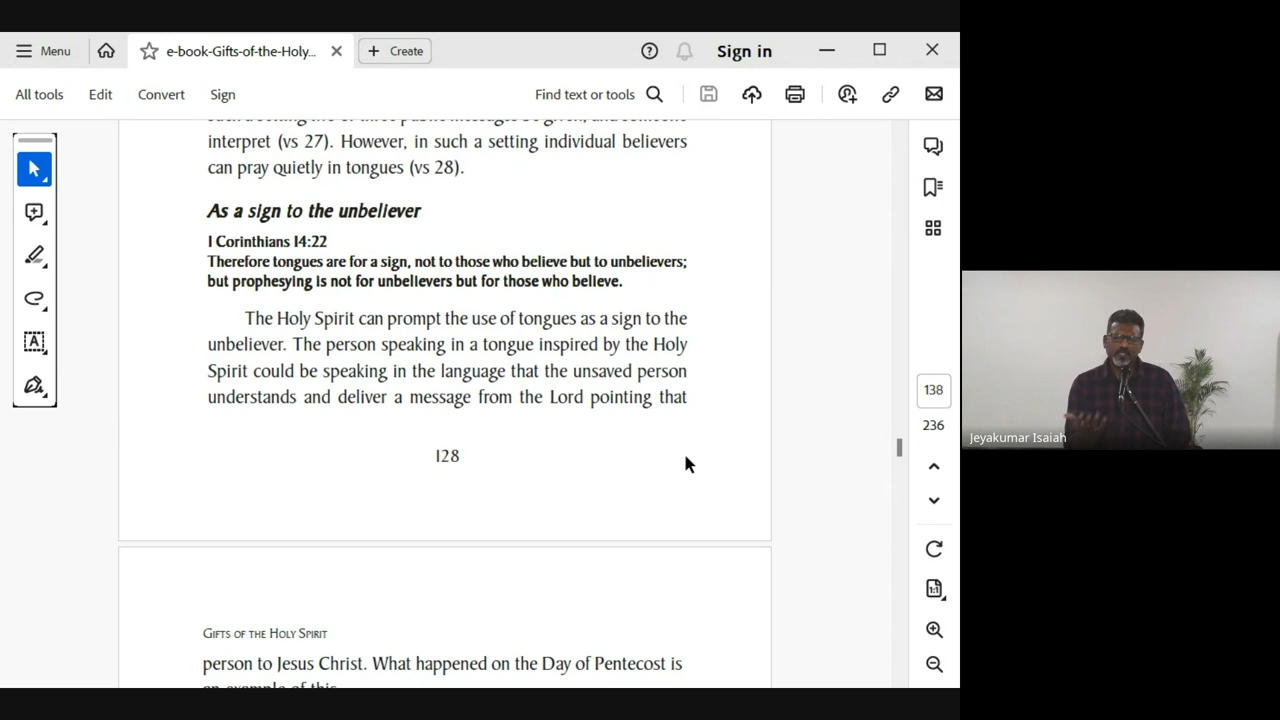 Menu
e-book-Gifts-of-the-Holy...
Create
Sign in
All tools
Edit
Convert
Sign
Find text or tools
interpret (vs 27). However, in such a setting individual believers
can pray quietly in tongues (vs 28).
As a sign to the unbeliever
1 Corinthians 14:22
Therefore tongues are for a sign, not to those who believe but to unbelievers;
but prophesying is not for unbelievers but for those who believe.
The Holy Spirit can prompt the use of tongues as a sign to the
unbeliever. The person speaking in a tongue inspired by the Holy
Spirit could be speaking in the language that the unsaved person
understands and deliver a message from the Lord pointing that
128
GIFTS OF THE HOLY SPIRIT
person to Jesus Christ. What happened on the Day of Pentecost is
138
236
1:1
Jeyakumar Isaiah